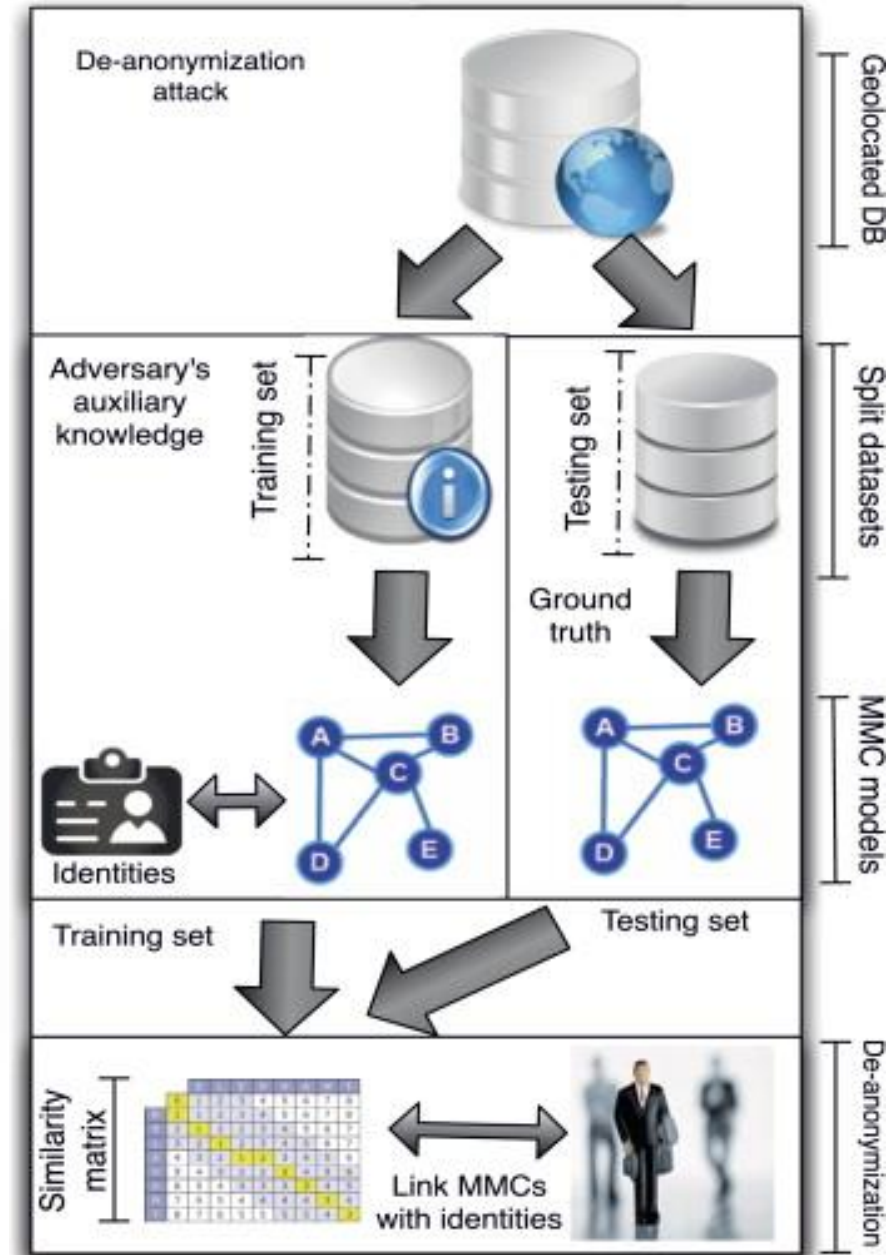 De-anonymization
attack
Geolocated DB
Adversary's
auxiliary
knowledge
Training set
Testing set
Split datasets
Ground
truth
A
B
C
D
E
A
B
C
D
E
MMC models
Identities
Training set
Testing set
Similarity
matrix
Link MMCs
with identities
De-anonymization